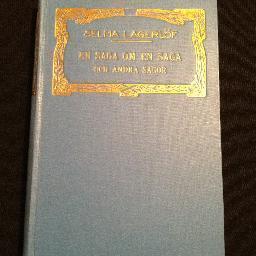 SELMA LAGERLÖF
EN SAGA OM EN SAGA
OCH ANDRA SAGOR